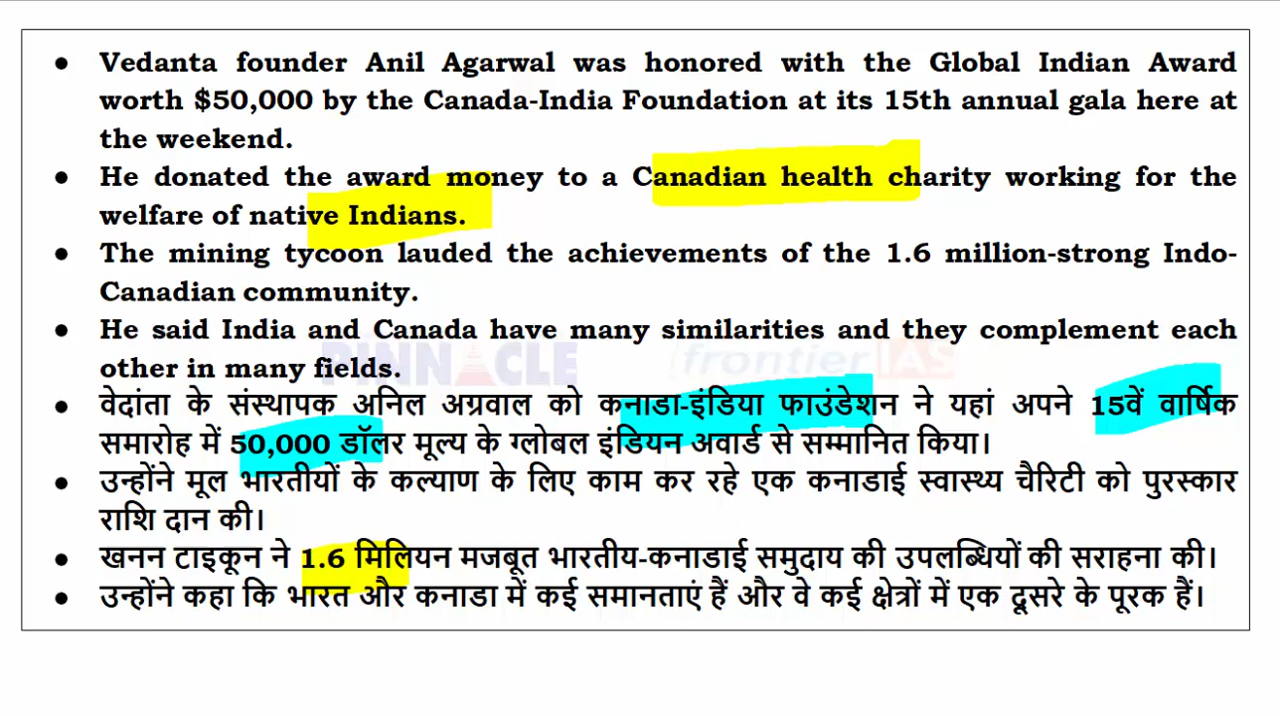 • Vedanta founder Anil Agarwal was honored with the Global Indian Award
worth $50,000 by the Canada-India Foundation at its 15th annual gala here at
the weekend.
• He donated the award money to a Canadian health charity working for the
welfare of native Indians.
• The mining tycoon lauded the achievements of the 1.6 million-strong Indo-
Canadian community.
• He said India and Canada have many similarities and they complement each
other in many fields.
PINNACLE frontier IAS
• वेदांता के संस्थापक अनिल अग्रवाल को कनाडा-इंडिया फाउंडेशन ने यहां अपने 15वें वार्षिक
समारोह में 50,000 डॉलर मूल्य के ग्लोबल इंडियन अवार्ड से सम्मानित किया।
• उन्होंने मूल भारतीयों के कल्याण के लिए काम कर रहे एक कनाडाई स्वास्थ्य चैरिटी को पुरस्कार
राशि दान की।
• खनन टाइकून ने 1.6 मिलियन मजबूत भारतीय-कनाडाई समुदाय की उपलब्धियों की सराहना की।
• उन्होंने कहा कि भारत और कनाडा में कई समानताएं हैं और वे कई क्षेत्रों में एक दूसरे के पूरक हैं।